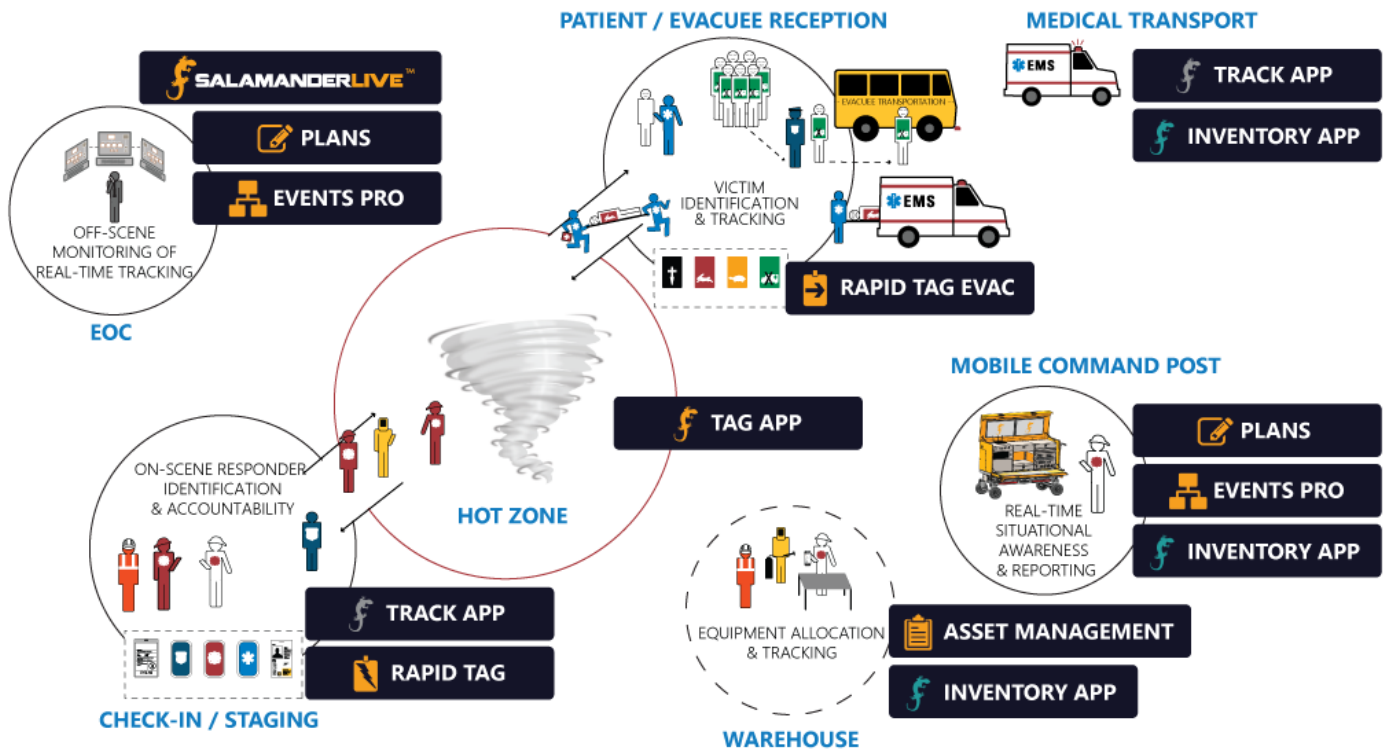 PATIENT / EVACUEE RECEPTION
MEDICAL TRANSPORT
SALAMANDERLIVE™
PLANS
EVENTS PRO
OFF-SCENE
MONITORING OF
REAL-TIME TRACKING
EOC
EVACUEE TRANSPORTATION
VICTIM
IDENTIFICATION
& TRACKING
EMS
RAPID TAG EVAC
EMS
TRACK APP
INVENTORY APP
HOT ZONE
TAG APP
MOBILE COMMAND POST
REAL-TIME
SITUATIONAL
AWARENESS
& REPORTING
PLANS
EVENTS PRO
INVENTORY APP
ON-SCENE RESPONDER
IDENTIFICATION
& ACCOUNTABILITY
TRACK APP
RAPID TAG
CHECK-IN / STAGING
EQUIPMENT ALLOCATION
& TRACKING
ASSET MANAGEMENT
INVENTORY APP
WAREHOUSE